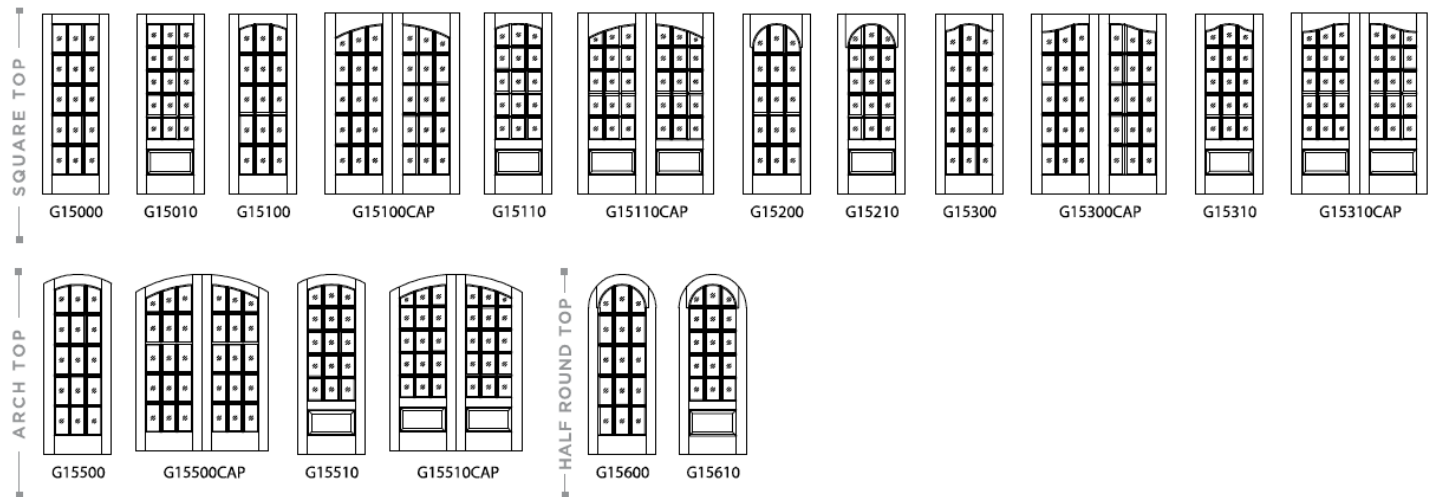 SQUARE TOP
G15000 G15010 G15100 G15100CAP G15110 G15110CAP G15200 G15210 G15300 G15300CAP G15310 G15310CAP
ARCH TOP
G15500 G15500CAP G15510 G15510CAP
HALF ROUND TOP
G15600 G15610